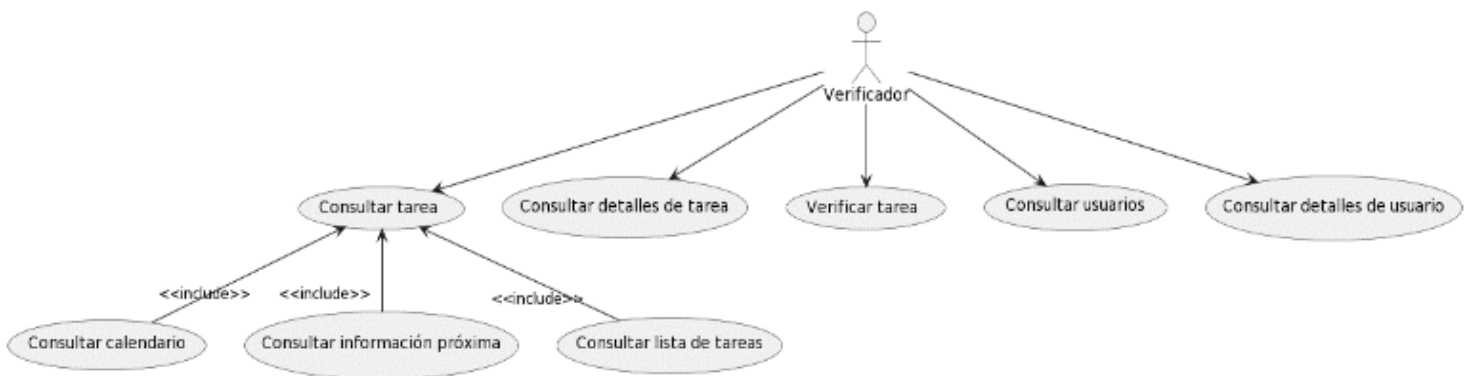 Verificador
Consultar tarea
Consultar detalles de tarea
Verificar tarea
Consultar usuarios
Consultar detalles de usuario
<<include>>
<<include>>
<<include>>
Consultar calendario
Consultar información próxima
Consultar lista de tareas